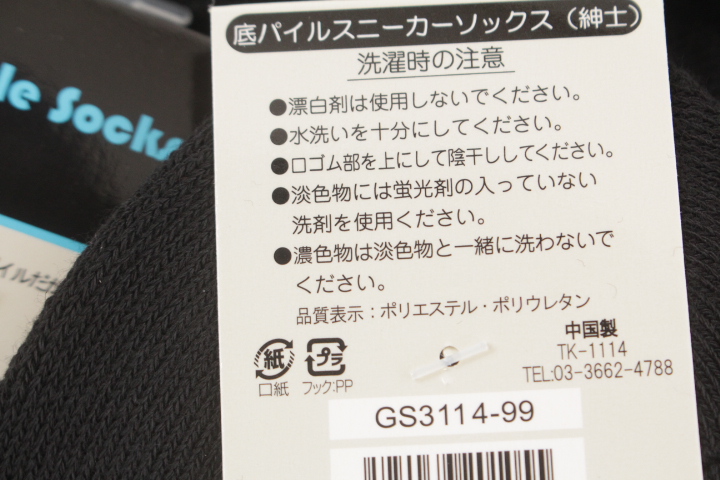 le Socks
イルだか
底パイルスニーカーソックス（紳士）
洗濯時の注意
●漂白剤は使用しないでください。
●水洗いを十分にしてください。
●口ゴム部を上にして陰干ししてください。
●淡色物には蛍光剤の入っていない
洗剤を使用ください。
●濃色物は淡色物と一緒に洗わないで
ください。
品質表示：ポリエステル・ポリウレタン
紙
プラ
口紙
フック:PP
中国製
TK-1114
TEL:03-3662-4788
GS3114-99